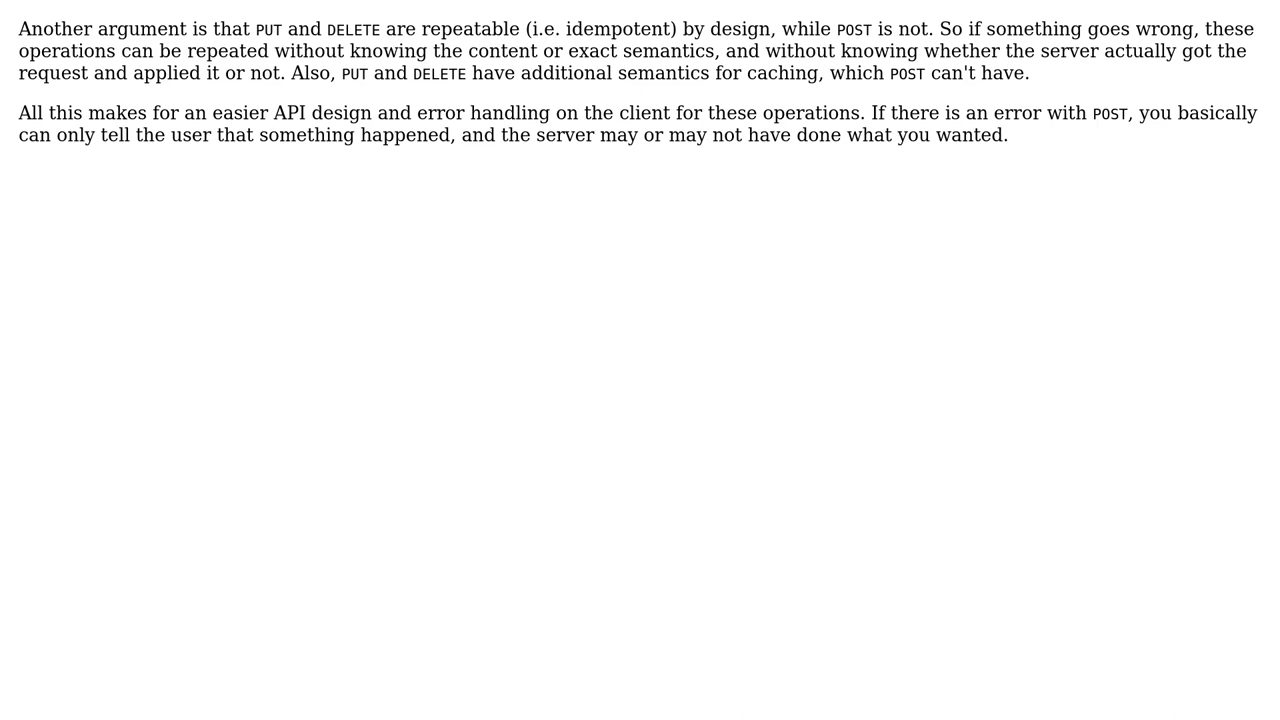 Another argument is that PUT and DELETE are repeatable (i.e. idempotent) by design, while POST is not. So if something goes wrong, these
operations can be repeated without knowing the content or exact semantics, and without knowing whether the server actually got the
request and applied it or not. Also, PUT and DELETE have additional semantics for caching, which POST can't have.
All this makes for an easier API design and error handling on the client for these operations. If there is an error with POST, you basically
can only tell the user that something happened, and the server may or may not have done what you wanted.